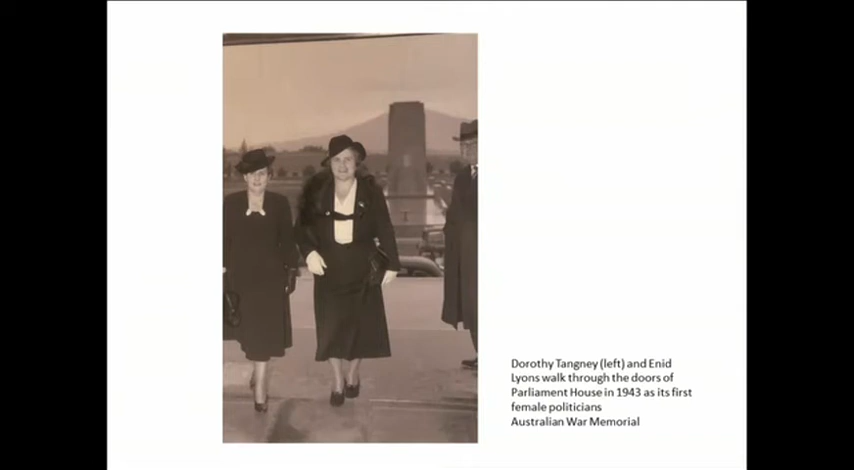 Dorothy Tangney (left) and Enid
Lyons walk through the doors of
Parliament House in 1943 as its first
female politicians
Australian War Memorial